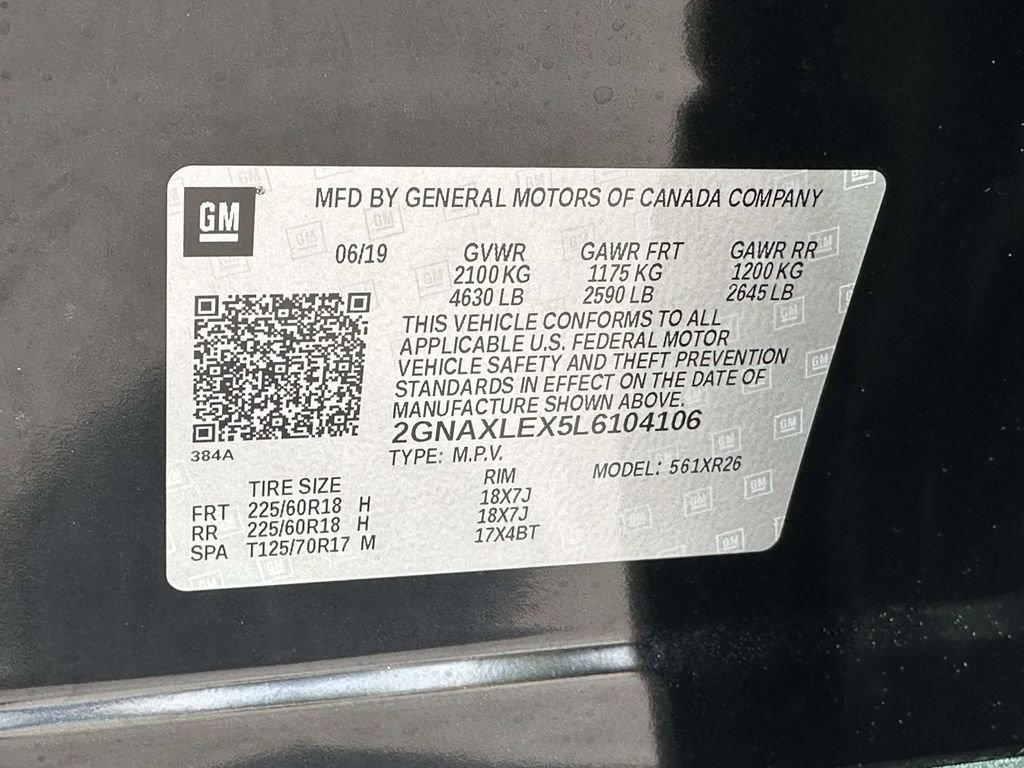 GM
MFD BY GENERAL MOTORS OF CANADA COMPANY
06/19 GVWR GAWR FRT GAWR RR
2100 KG 1175 KG 1200 KG
4630 LB 2590 LB 2645 LB
THIS VEHICLE CONFORMS TO ALL
APPLICABLE U.S. FEDERAL MOTOR
VEHICLE SAFETY AND THEFT PREVENTION
STANDARDS IN EFFECT ON THE DATE OF
MANUFACTURE SHOWN ABOVE.
2GNAXLEX5L6104106
384A
TYPE: M.P.V. MODEL: 561XR26
TIRE SIZE RIM
FRT 225/60R18 H 18X7J
RR 225/60R18 H 18X7J
SPA T125/70R17 M 17X4BT